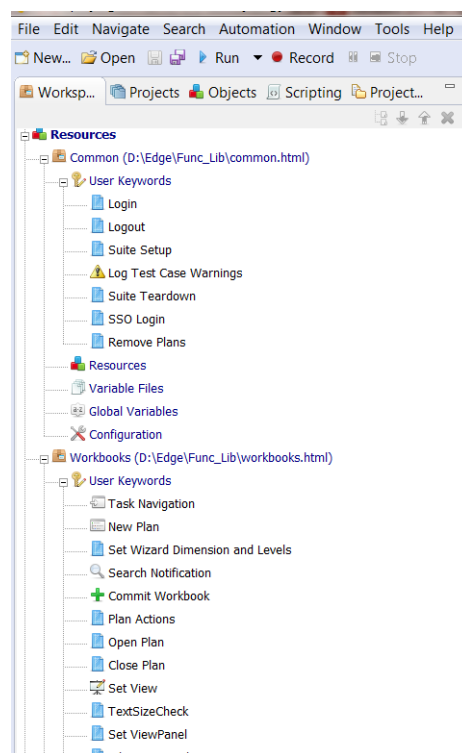 File Edit Navigate Search Automation Window Tools Help
New... Open Run Record Stop
Worksp... Projects Objects Scripting Project...
Resources
Common (D:\Edge\Func_Lib\common.html)
User Keywords
Login
Logout
Suite Setup
Log Test Case Warnings
Suite Teardown
SSO Login
Remove Plans
Resources
Variable Files
Global Variables
Configuration
Workbooks (D:\Edge\Func_Lib\workbooks.html)
User Keywords
Task Navigation
New Plan
Set Wizard Dimension and Levels
Search Notification
Commit Workbook
Plan Actions
Open Plan
Close Plan
Set View
TextSizeCheck
Set ViewPanel